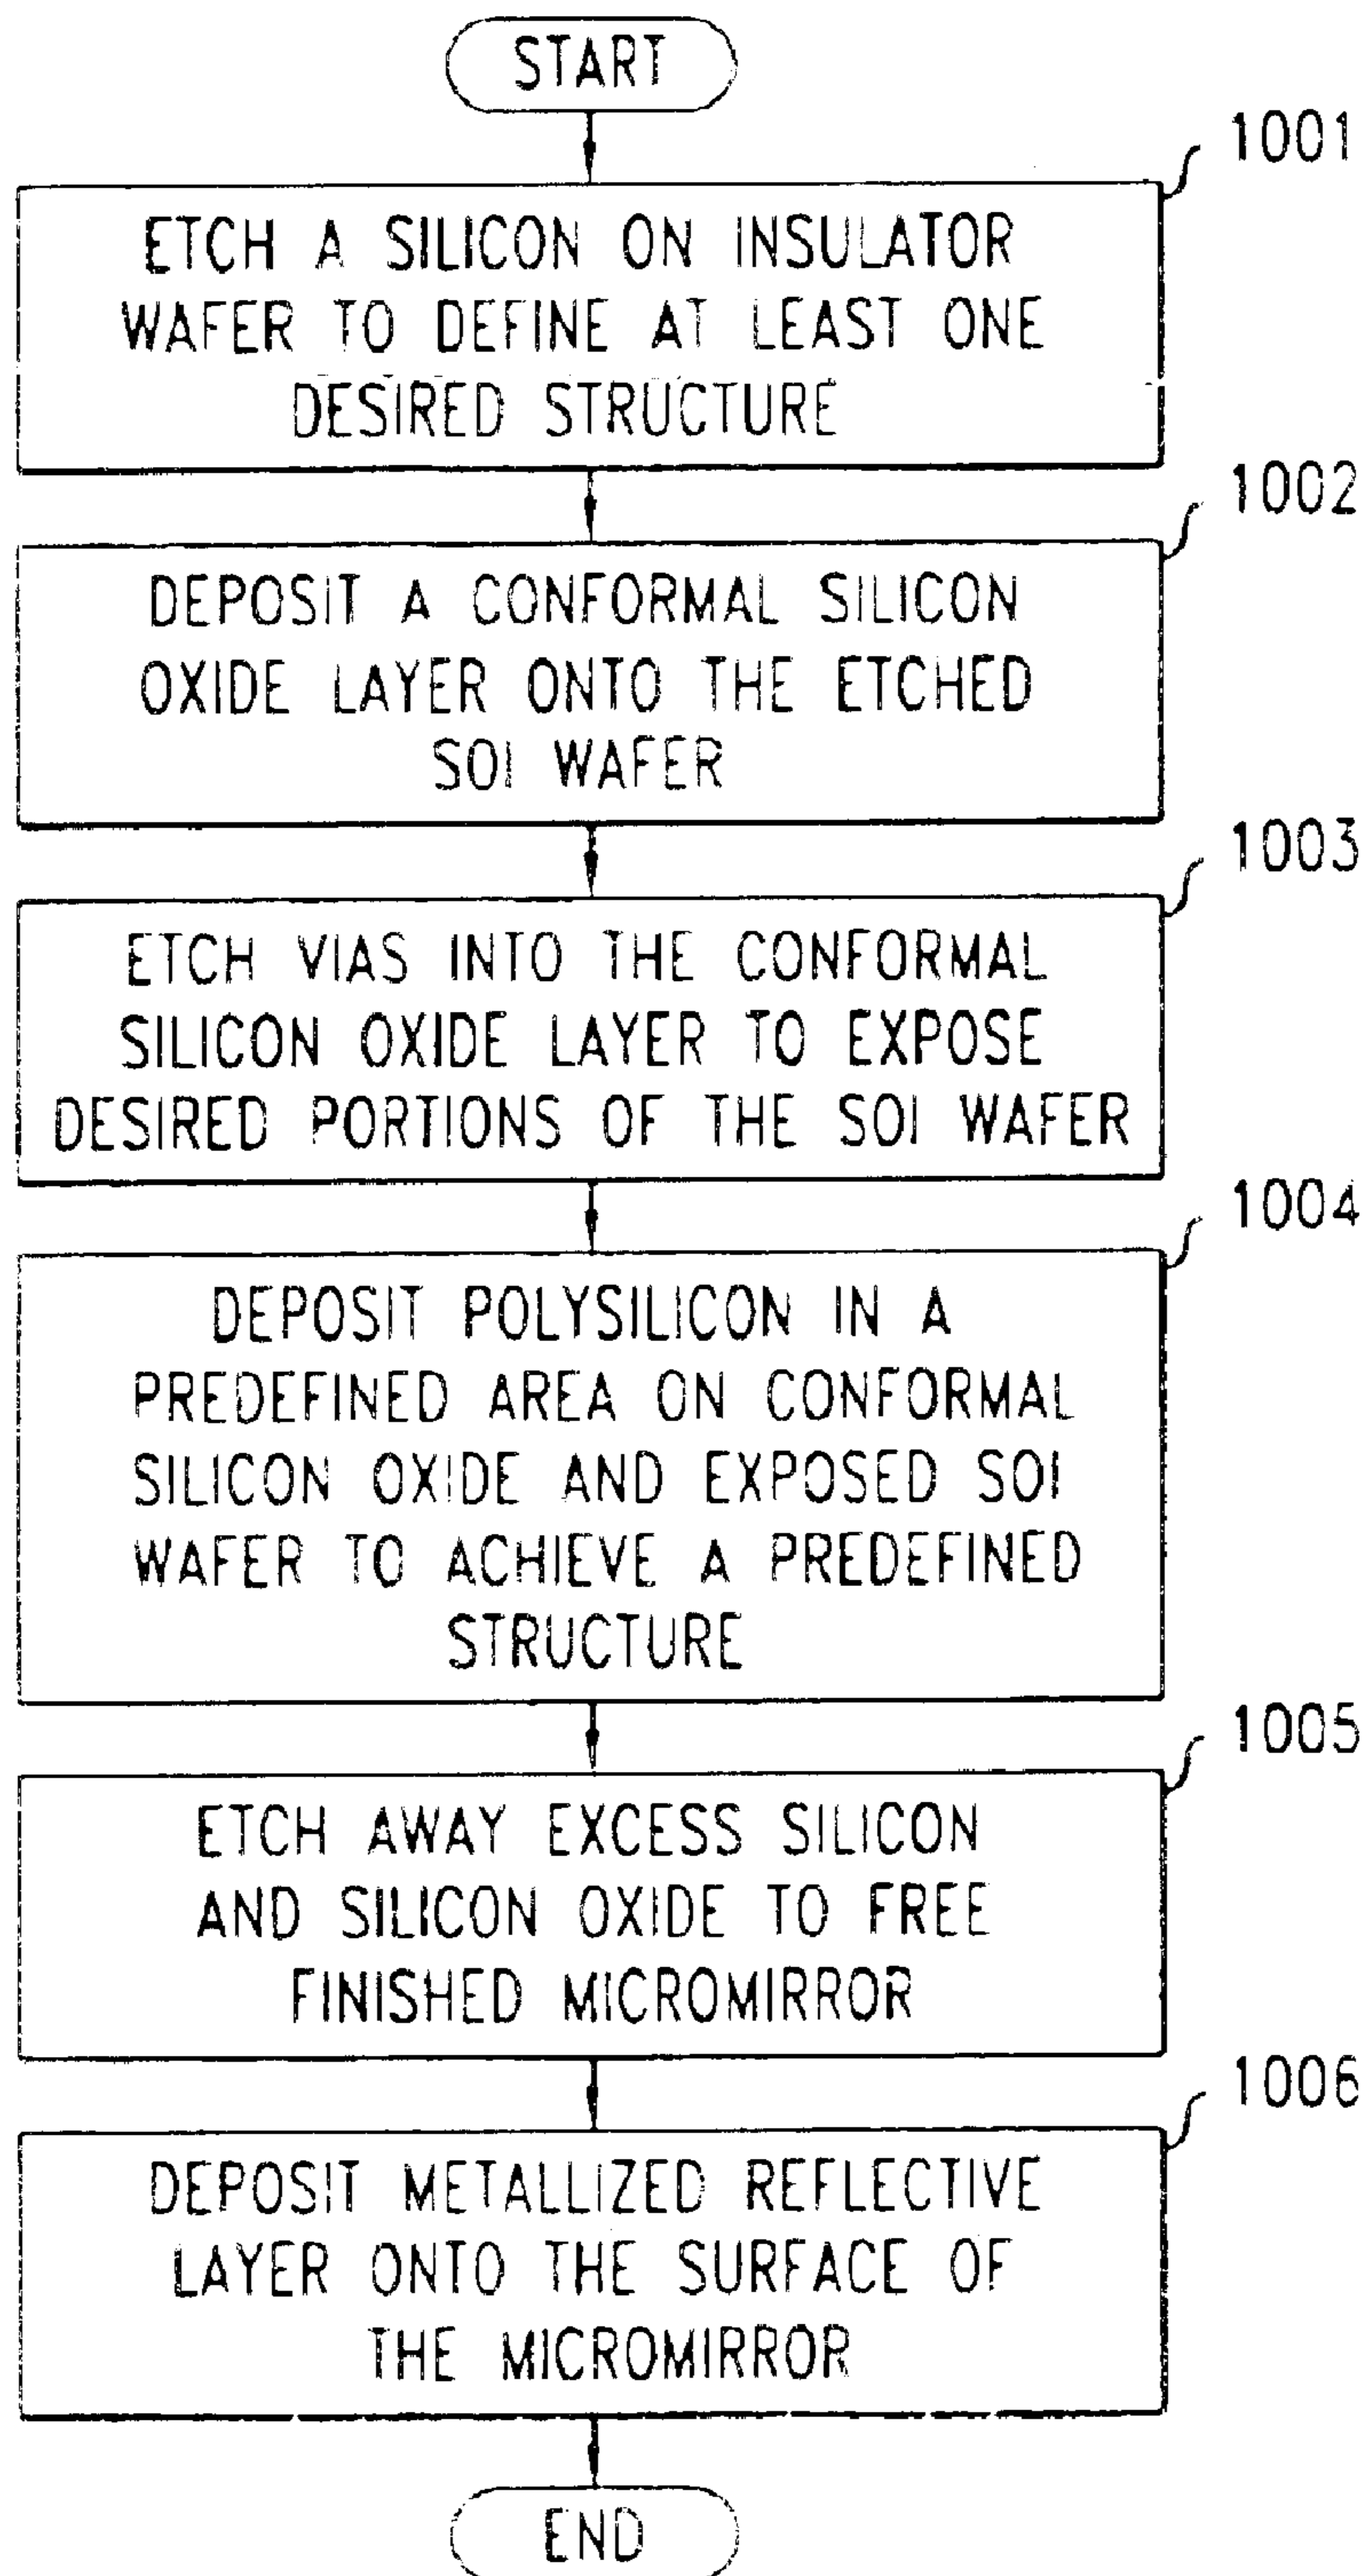 START
1001
ETCH A SILICON ON INSULATOR
WAFER TO DEFINE AT LEAST ONE
DESIRED STRUCTURE
1002
DEPOSIT A CONFORMAL SILICON
OXIDE LAYER ONTO THE ETCHED
SOI WAFER
1003
ETCH VIAS INTO THE CONFORMAL
SILICON OXIDE LAYER TO EXPOSE
DESIRED PORTIONS OF THE SOI WAFER
1004
DEPOSIT POLYSILICON IN A
PREDEFINED AREA ON CONFORMAL
SILICON OXIDE AND EXPOSED SOI
WAFER TO ACHIEVE A PREDEFINED
STRUCTURE
1005
ETCH AWAY EXCESS SILICON
AND SILICON OXIDE TO FREE
FINISHED MICROMIRROR
1006
DEPOSIT METALLIZED REFLECTIVE
LAYER ONTO THE SURFACE OF
THE MICROMIRROR
END